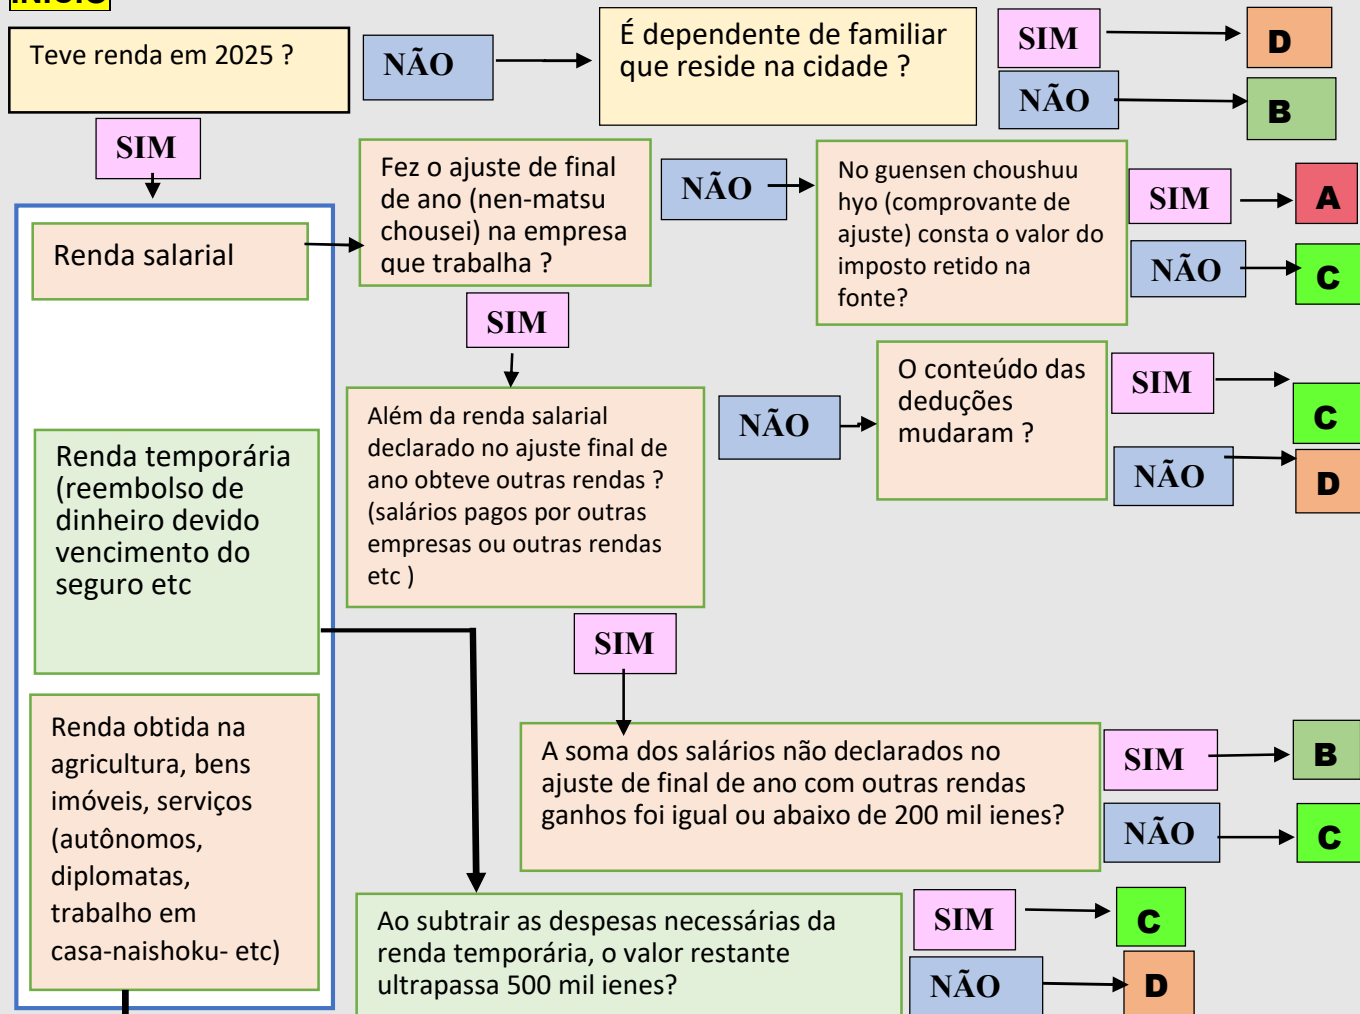 INÍCIO
Teve renda em 2025 ?
NÃO
É dependente de familiar
que reside na cidade ?
SIM
D
NÃO
B
SIM
Renda salarial
Fez o ajuste de final
de ano (nen-matsu
chousei) na empresa
que trabalha ?
NÃO
No guensen choushuu
hyo (comprovante de
ajuste) consta o valor do
imposto retido na
fonte?
SIM
A
NÃO
C
SIM
Além da renda salarial
declarado no ajuste final de
ano obteve outras rendas ?
(salários pagos por outras
empresas ou outras rendas
etc )
NÃO
O conteúdo das
deduções
mudaram ?
SIM
C
NÃO
D
SIM
A soma dos salários não declarados no
ajuste de final de ano com outras rendas
ganhos foi igual ou abaixo de 200 mil ienes?
SIM
B
NÃO
C
Renda temporária
(reembolso de
dinheiro devido
vencimento do
seguro etc
Ao subtrair as despesas necessárias da
renda temporária, o valor restante
ultrapassa 500 mil ienes?
SIM
C
NÃO
D
Renda obtida na
agricultura, bens
imóveis, serviços
(autônomos,
diplomatas,
trabalho em
casa-naishoku- etc)